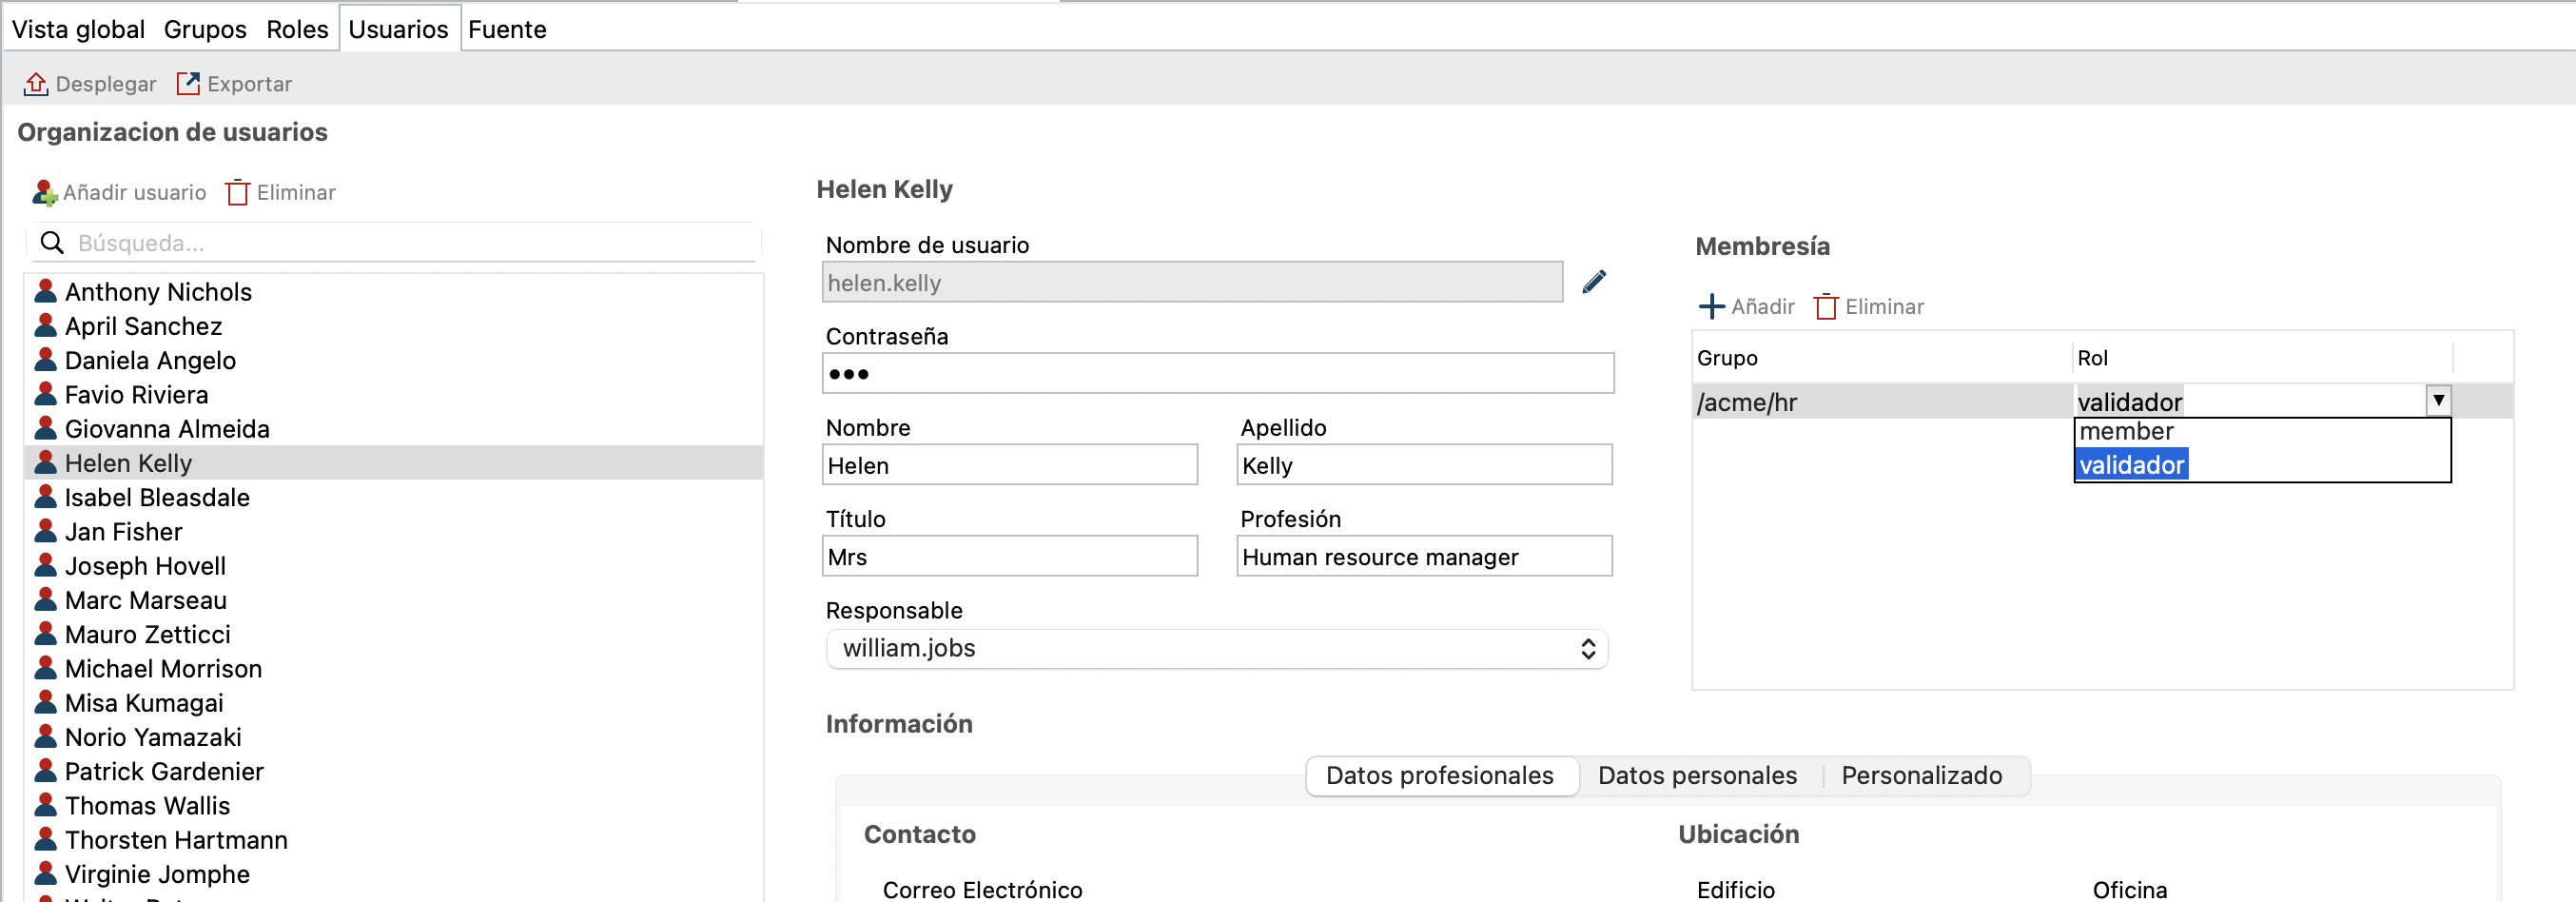 Vista global Grupos Roles Usuarios Fuente
Desplegar Exportar
Organizacion de usuarios
Añadir usuario Eliminar
Búsqueda...
Anthony Nichols
April Sanchez
Daniela Angelo
Favio Riviera
Giovanna Almeida
Helen Kelly
Isabel Bleasdale
Jan Fisher
Joseph Hovell
Marc Marseau
Mauro Zetticci
Michael Morrison
Misa Kumagai
Norio Yamazaki
Patrick Gardenier
Thomas Wallis
Thorsten Hartmann
Virginie Jomphe
Helen Kelly
Nombre de usuario
helen.kelly
Contraseña
Nombre Apellido
Helen Kelly
Título Profesión
Mrs Human resource manager
Responsable
william.jobs
Membresía
Añadir Eliminar
Grupo Rol
/acme/hr validador
member
validador
Información
Datos profesionales Datos personales Personalizado
Contacto Ubicación
Correo Electrónico Edificio Oficina